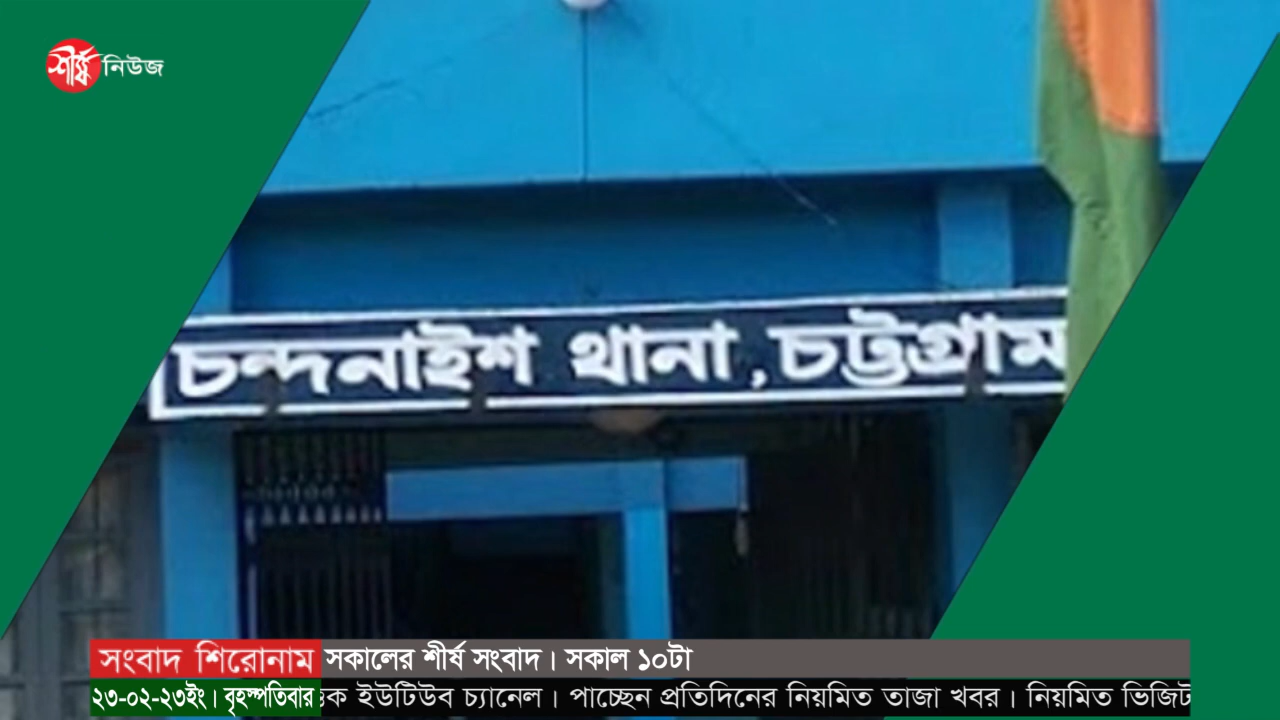 শীর্ষ নিউজ
চন্দনাইশ থানা, চট্টগ্রাম
সংবাদ শিরোনাম সকালের শীর্ষ সংবাদ। সকাল ১০টা
২৩-০২-২৩ইং। বৃহস্পতিবার ইউটিউব চ্যানেল। পাচ্ছেন প্রতিদিনের নিয়মিত তাজা খবর। নিয়মিত ভিজিট